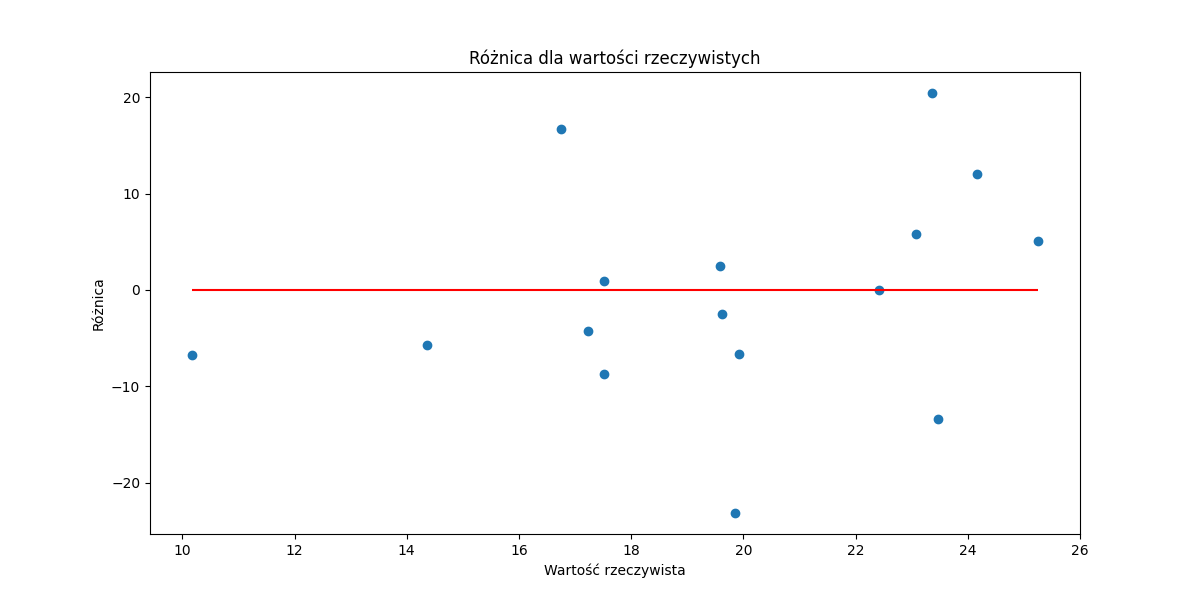 Różnica dla wartości rzeczywistych
20
10
0
−10
−20
Różnica
10 12 14 16 18 20 22 24 26
Wartość rzeczywista